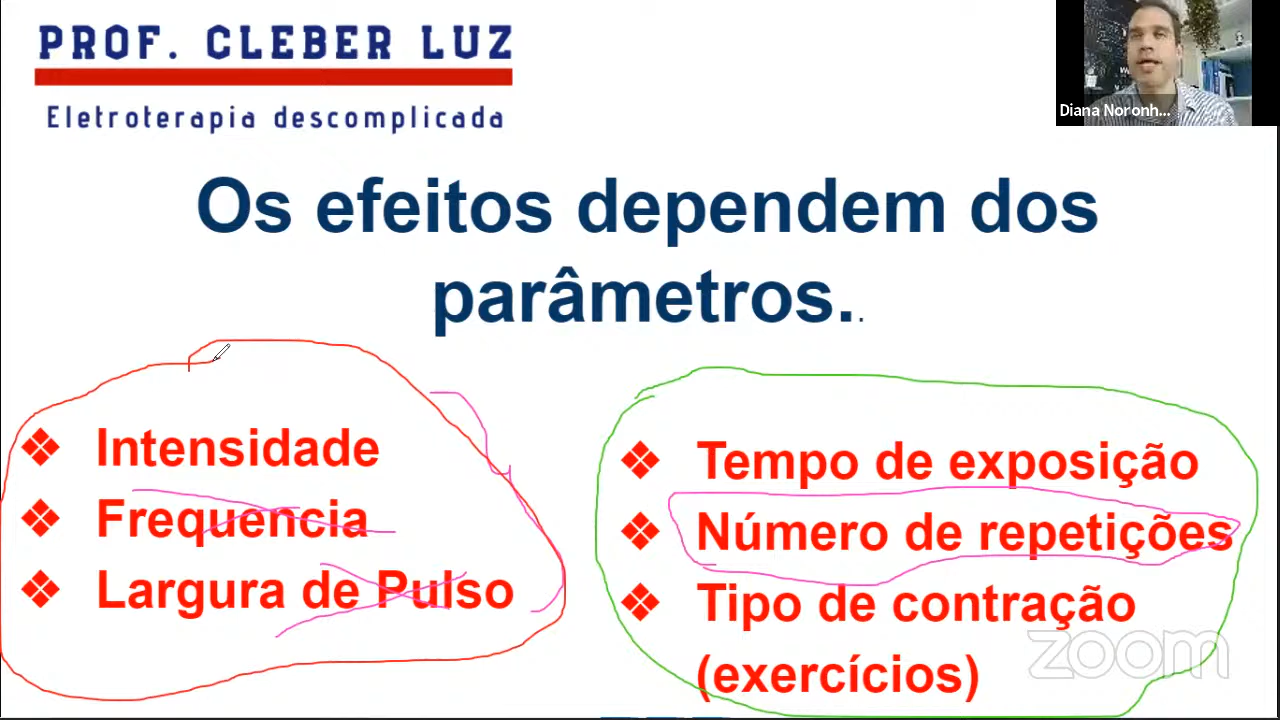 PROF. CLEBER LUZ
Eletroterapia descomplicada
Diana Noronh...
Os efeitos dependem dos
parâmetros..
❖ Intensidade
❖ Frequencia
❖ Largura de Pulso
❖ Tempo de exposição
❖ Número de repetições
❖ Tipo de contração
(exercícios)
zoom